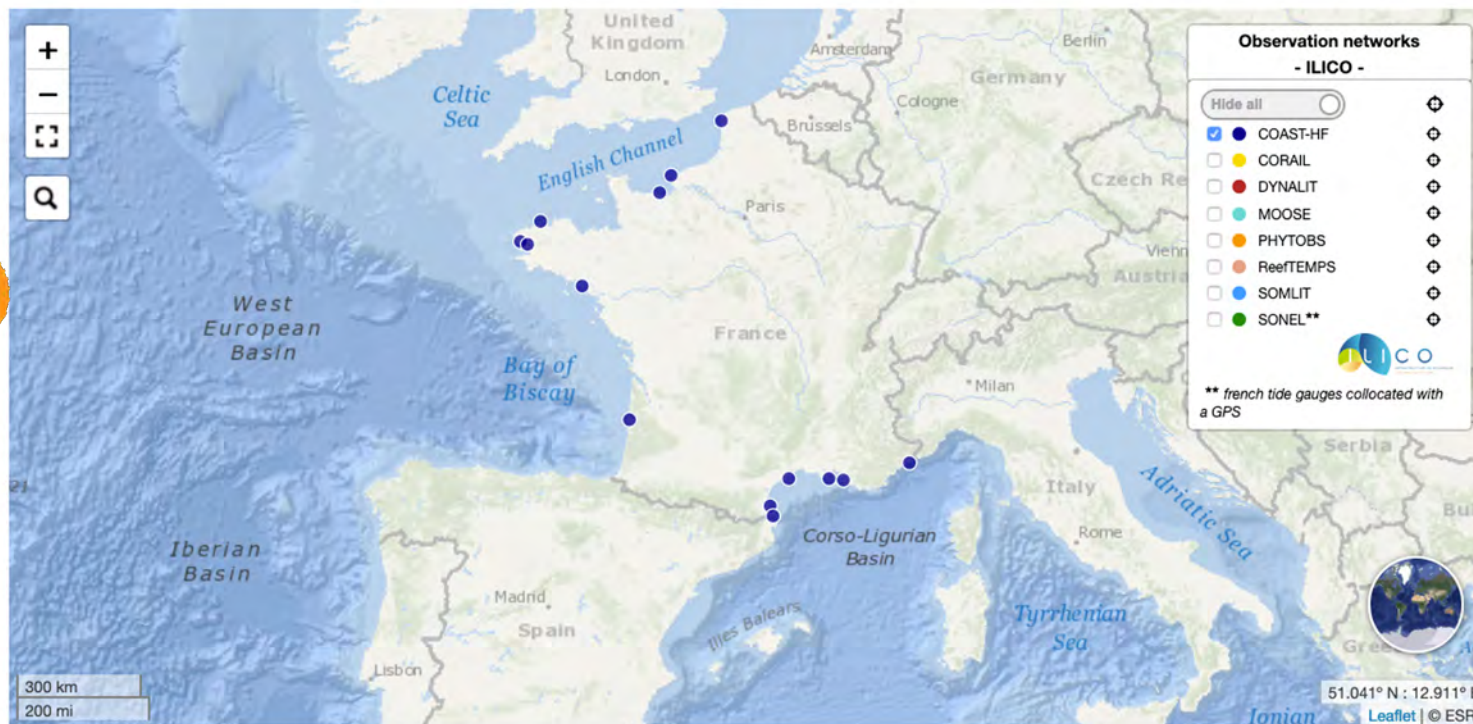 United
Kingdom
Amsterdam
Berlin
London
Germany
Celtic
Sea
Cologne
Brussels
English Channel
Czech Re
Paris
Vienn
Austria
West
European
Basin
France
Bay of
Biscay
Milan
Serbia
Italy
Adriatic Sea
Bu
21
Corso-Ligurian
Basin
Rome
Iberian
Basin
Madrid
Spain
Illes Balears
Tyrrhenian
Sea
Lisbon
Gree
Ionian
+
−
300 km
200 mi
Observation networks
- ILICO -
Hide all
COAST-HF
CORAIL
DYNALIT
MOOSE
PHYTOBS
ReefTEMPS
SOMLIT
SONEL**
ILICO
** french tide gauges collocated with
a GPS
51.041° N : 12.911° E
Leaflet | © ESR